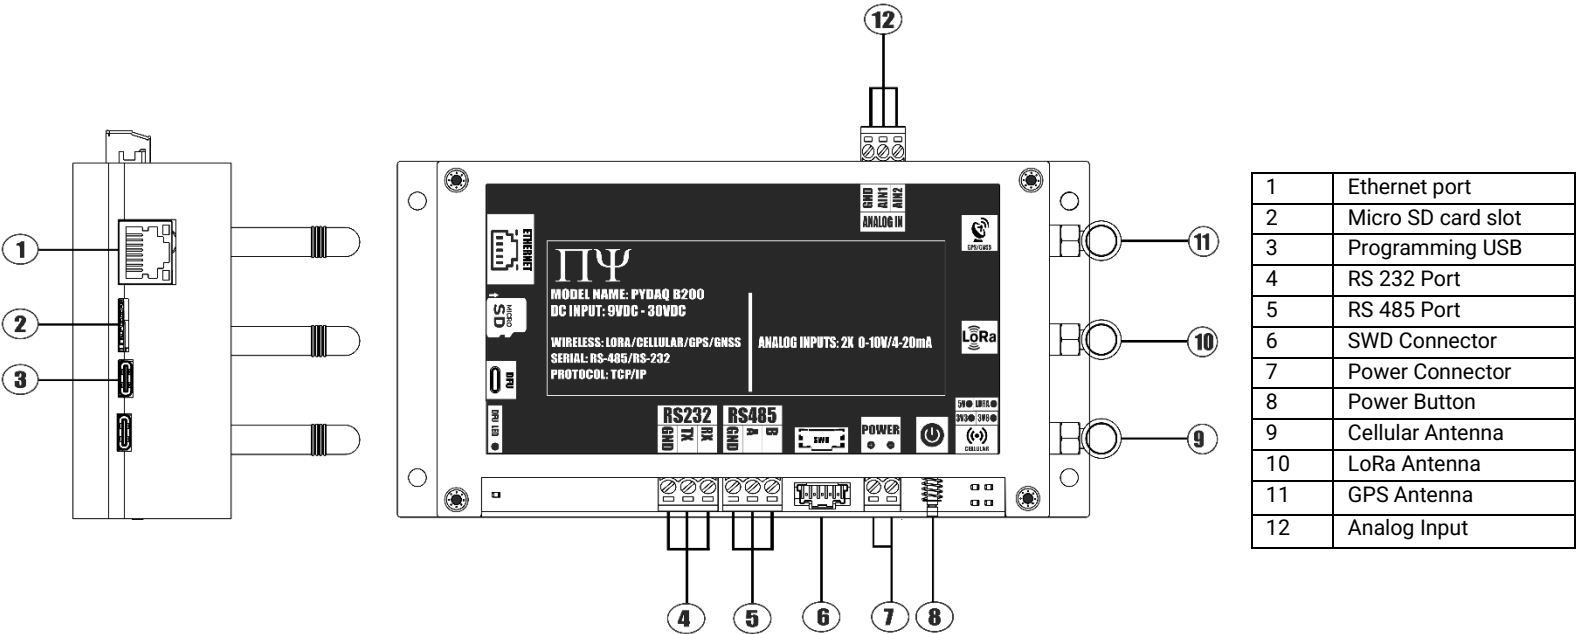 12
GND
AIN1
AIN2
ANALOG IN
GPS/GNSS
ETHERNET
ΠΨ
MODEL NAME: PYDAQ B200
DC INPUT: 9VDC - 30VDC
WIRELESS: LORA/CELLULAR/GPS/GNSS
SERIAL: RS-485/RS-232
PROTOCOL: TCP/IP
ANALOG INPUTS: 2X 0-10V/4-20mA
MICRO
SD
LoRa
DFU
DFU LED
RS232
GND
TX
RX
RS485
GND
A
B
SWD
POWER
5V
LORA
3V3
3V8
CELLULAR
1
2
3
4
5
6
7
8
9
10
11
1 Ethernet port
2 Micro SD card slot
3 Programming USB
4 RS 232 Port
5 RS 485 Port
6 SWD Connector
7 Power Connector
8 Power Button
9 Cellular Antenna
10 LoRa Antenna
11 GPS Antenna
12 Analog Input